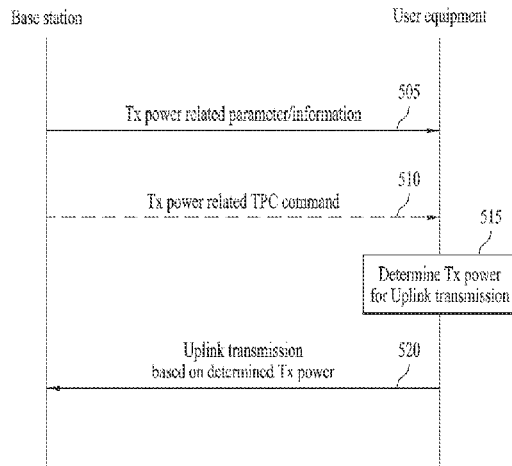 Base station
User equipment
505
Tx power related parameter/information
510
Tx power related TPC command
515
Determine Tx power
for Uplink transmission
Uplink transmission
based on determined Tx power
520